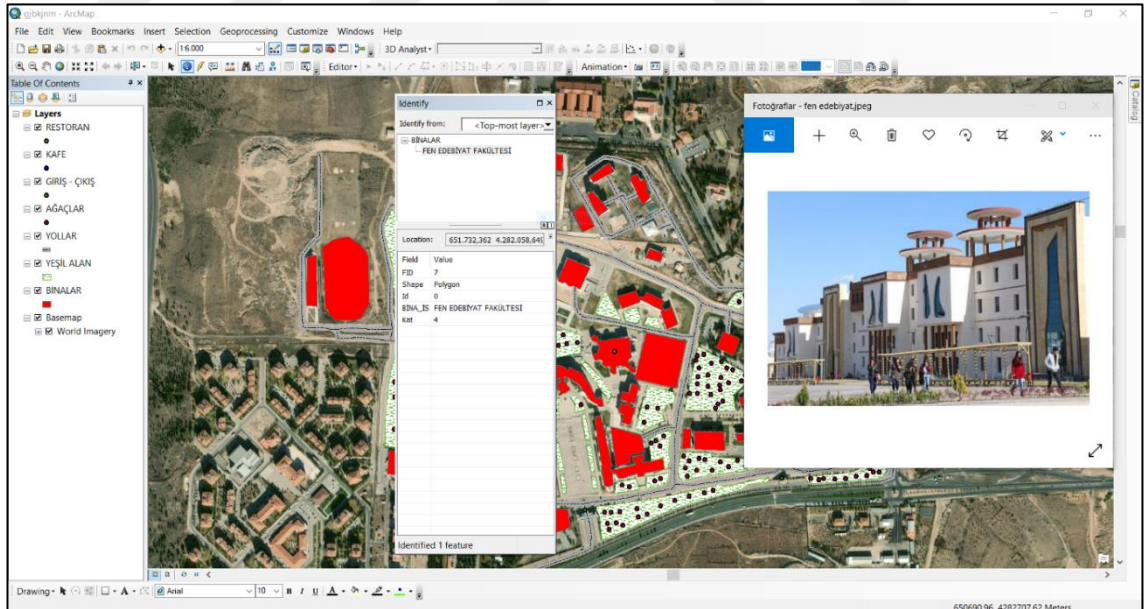 gjbkjnm - ArcMap
File Edit View Bookmarks Insert Selection Geoprocessing Customize Windows Help
1:6.000 3D Analyst
Editor Animation
Table Of Contents
Layers
RESTORAN
KAFE
GİRİŞ - ÇIKIŞ
AĞAÇLAR
YOLLAR
YEŞİL ALAN
BİNALAR
Basemap
World Imagery
Identify
Identify from: <Top-most layer>
BİNALAR
FEN EDEBİYAT FAKÜLTESİ
Location: 651.732,362 4.282.058,649
Field Value
FID 7
Shape Polygon
Id 0
BINA_IS FEN EDEBİYAT FAKÜLTESİ
Kat 4
Identified 1 feature
Fotoğraflar - fen edebiyat.jpeg
Catalog
Drawing Arial 10 B I U A
650690,96 4282707,62 Meters